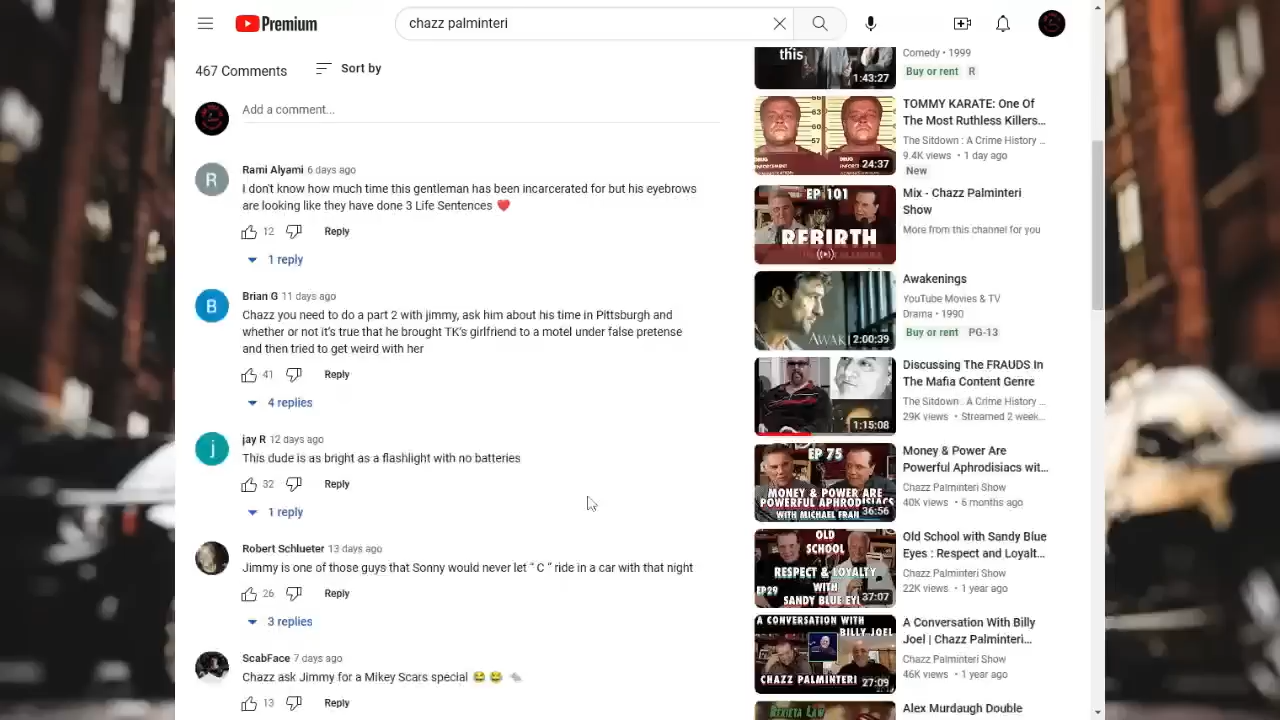 Premium
chazz palminteri
467 Comments
Sort by
Add a comment...
R
Rami Alyami 6 days ago
I don't know how much time this gentleman has been incarcerated for but his eyebrows
are looking like they have done 3 Life Sentences ❤️
12
Reply
1 reply
B
Brian G 11 days ago
Chazz you need to do a part 2 with jimmy, ask him about his time in Pittsburgh and
whether or not it's true that he brought TK's girlfriend to a motel under false pretense
and then tried to get weird with her
41
Reply
4 replies
j
jay R 12 days ago
This dude is as bright as a flashlight with no batteries
32
Reply
1 reply
Robert Schlueter 13 days ago
Jimmy is one of those guys that Sonny would never let “ C ” ride in a car with that night
26
Reply
3 replies
ScabFace 7 days ago
Chazz ask Jimmy for a Mikey Scars special 😂 😂 🐀
13
Reply
this
1:43:27
Comedy • 1999
Buy or rent R
24:37
TOMMY KARATE: One Of
The Most Ruthless Killers...
The Sitdown : A Crime History ...
9.4K views • 1 day ago
New
EP 101
REBIRTH
Mix - Chazz Palminteri
Show
More from this channel for you
AWAK
2:00:39
Awakenings
YouTube Movies & TV
Drama • 1990
Buy or rent PG-13
1:15:08
Discussing The FRAUDS In
The Mafia Content Genre
The Sitdown : A Crime History ...
29K views • Streamed 2 week...
EP 75
MONEY & POWER ARE
POWERFUL APHRODISIACS
WITH MICHAEL FRAN
36:56
Money & Power Are
Powerful Aphrodisiacs wit...
Chazz Palminteri Show
40K views • 6 months ago
OLD
SCHOOL
RESPECT & LOYALTY
WITH
EP29
SANDY BLUE EY
37:07
Old School with Sandy Blue
Eyes : Respect and Loyalt...
Chazz Palminteri Show
22K views • 1 year ago
A CONVERSATION WITH
BILLY JOEL
CHAZZ PALMINTERI
27:09
A Conversation With Billy
Joel | Chazz Palminteri...
Chazz Palminteri Show
46K views • 1 year ago
REKIETA LAW
Alex Murdaugh Double